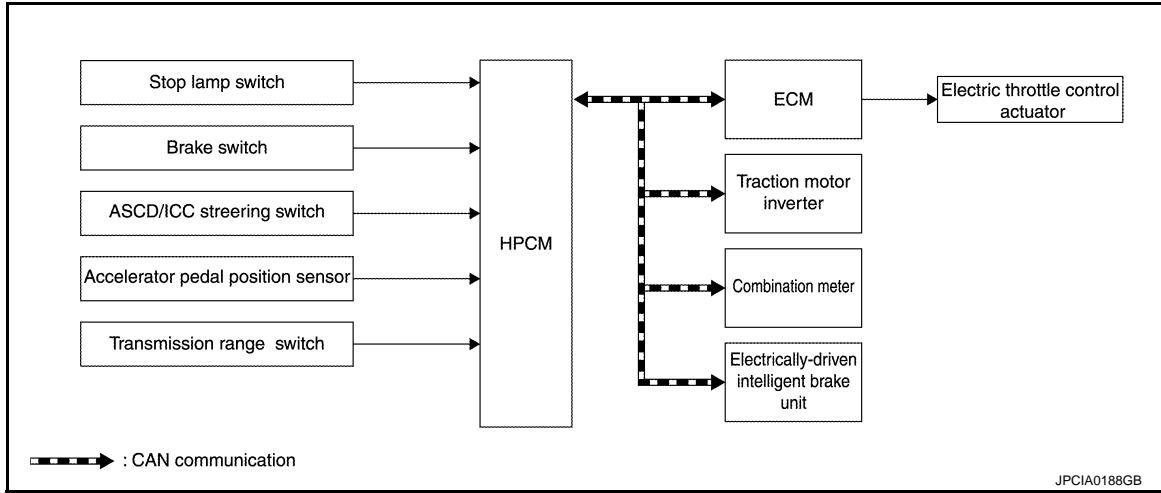 Stop lamp switch
Brake switch
ASCD/ICC streering switch
Accelerator pedal position sensor
Transmission range switch
HPCM
ECM
Electric throttle control
actuator
Traction motor
inverter
Combination meter
Electrically-driven
intelligent brake
unit
: CAN communication
JPCIA0188GB